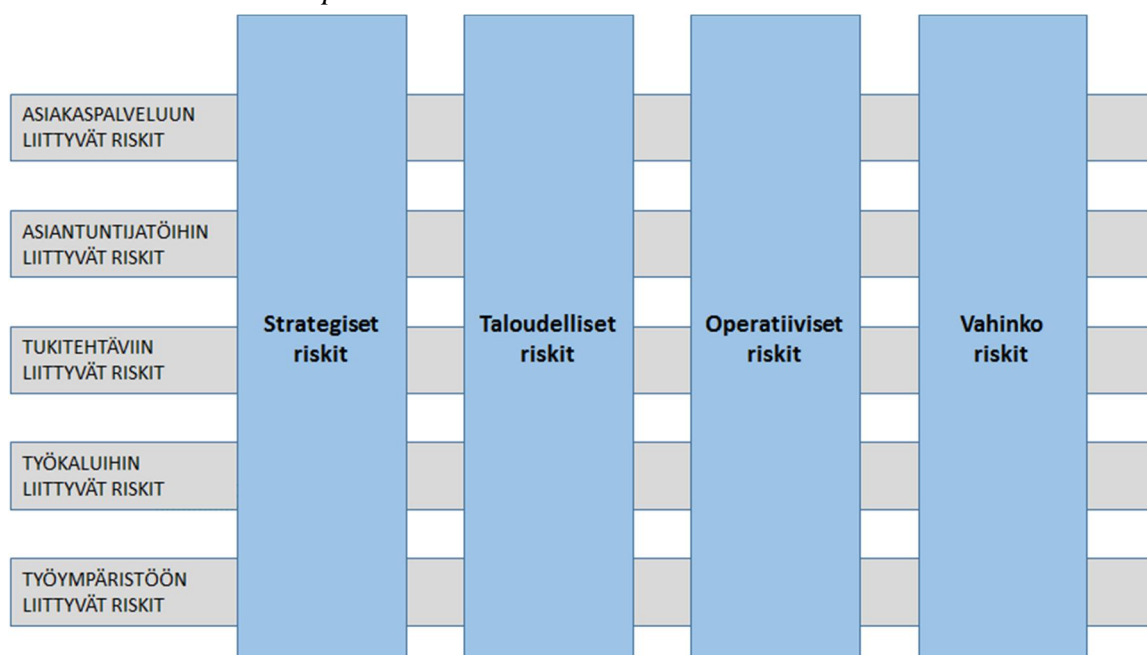 ASIAKASPALVELUUN
LIITTYVÄT RISKIT
ASIANTUNTIJATÖIHIN
LIITTYVÄT RISKIT
Strategiset
riskit
Taloudelliset
riskit
Operatiiviset
riskit
Vahinko
riskit
TUKITEHTÄVIIN
LIITTYVÄT RISKIT
TYÖKALUIHIN
LIITTYVÄT RISKIT
TYÖYMPÄRISTÖÖN
LIITTYVÄT RISKIT